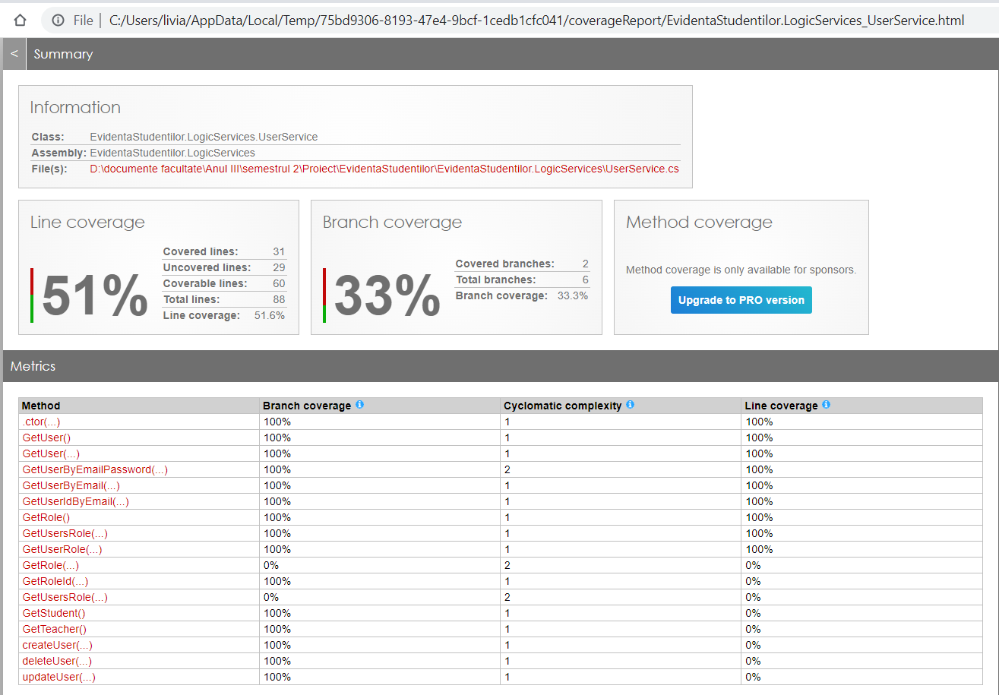 File C:/Users/livia/AppData/Local/Temp/75bd9306-8193-47e4-9bcf-1cedb1cfc041/coverageReport/EvidentaStudentilor.LogicServices_UserService.html
< Summary
Information
Class: EvidentaStudentilor.LogicServices.UserService
Assembly: EvidentaStudentilor.LogicServices
File(s): D:\documente facultate\Anul III\semestrul 2\Proiect\EvidentaStudentilor\EvidentaStudentilor.LogicServices\UserService.cs
Line coverage
51%
Covered lines: 31
Uncovered lines: 29
Coverable lines: 60
Total lines: 88
Line coverage: 51.6%
Branch coverage
33%
Covered branches: 2
Total branches: 6
Branch coverage: 33.3%
Method coverage
Method coverage is only available for sponsors.
Upgrade to PRO version
Metrics
Method Branch coverage Cyclomatic complexity Line coverage
.ctor(...) 100% 1 100%
GetUser() 100% 1 100%
GetUser(...) 100% 1 100%
GetUserByEmailPassword(...) 100% 2 100%
GetUserByEmail(...) 100% 1 100%
GetUserIdByEmail(...) 100% 1 100%
GetRole() 100% 1 100%
GetUsersRole(...) 100% 1 100%
GetUserRole(...) 100% 1 100%
GetRole(...) 0% 2 0%
GetRoleId(...) 100% 1 0%
GetUsersRole(...) 0% 2 0%
GetStudent() 100% 1 0%
GetTeacher() 100% 1 0%
createUser(...) 100% 1 0%
deleteUser(...) 100% 1 0%
updateUser(...) 100% 1 0%